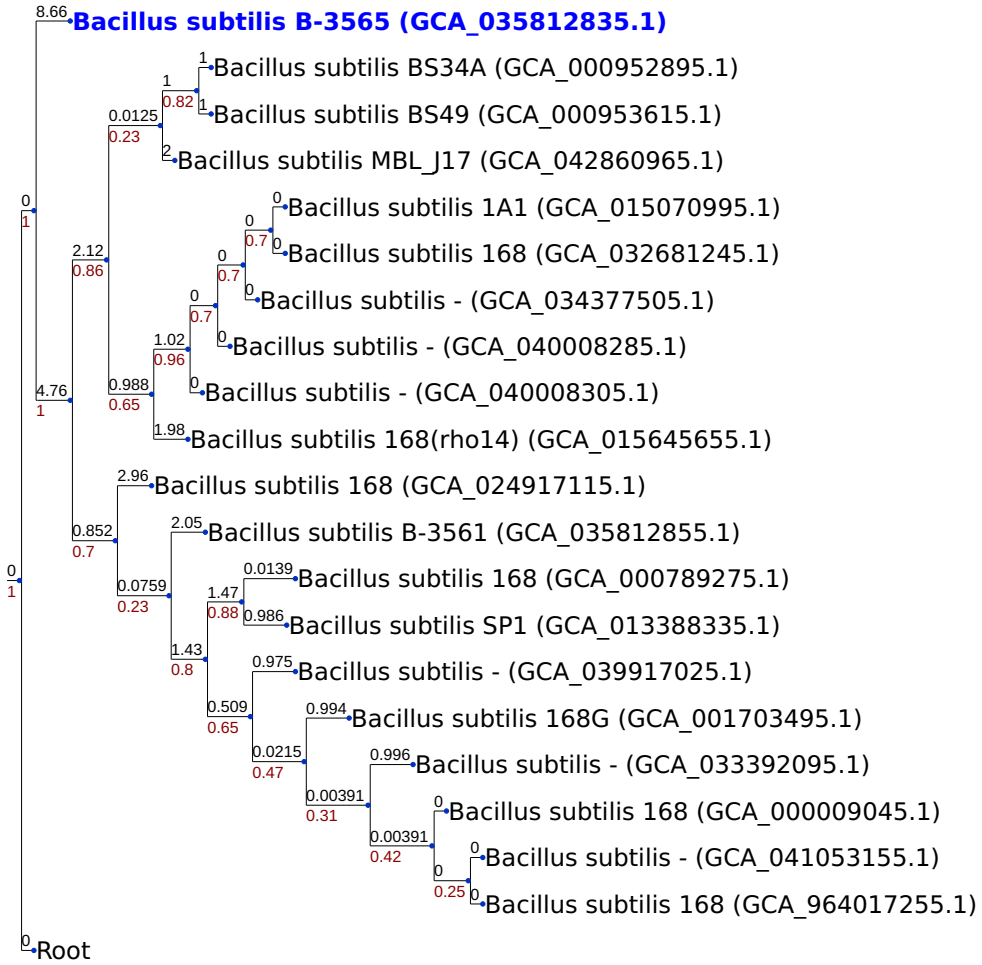 8.66 Bacillus subtilis B-3565 (GCA_035812835.1)
1 Bacillus subtilis BS34A (GCA_000952895.1)
1
0.82
1 Bacillus subtilis BS49 (GCA_000953615.1)
0.0125
0.23
2 Bacillus subtilis MBL_J17 (GCA_042860965.1)
0 Bacillus subtilis 1A1 (GCA_015070995.1)
0
1
0
0.7
0 Bacillus subtilis 168 (GCA_032681245.1)
2.12
0.86
0
0.7
0 Bacillus subtilis - (GCA_034377505.1)
0
0.7
0 Bacillus subtilis - (GCA_040008285.1)
1.02
0.96
0 Bacillus subtilis - (GCA_040008305.1)
4.76
1
0.988
0.65
1.98 Bacillus subtilis 168(rho14) (GCA_015645655.1)
2.96 Bacillus subtilis 168 (GCA_024917115.1)
0.852
0.7
2.05 Bacillus subtilis B-3561 (GCA_035812855.1)
0
1
0.0759
0.23
0.0139 Bacillus subtilis 168 (GCA_000789275.1)
1.47
0.88
0.986 Bacillus subtilis SP1 (GCA_013388335.1)
1.43
0.8
0.975 Bacillus subtilis - (GCA_039917025.1)
0.509
0.65
0.994 Bacillus subtilis 168G (GCA_001703495.1)
0.0215
0.47
0.996 Bacillus subtilis - (GCA_033392095.1)
0.00391
0.31
0 Bacillus subtilis 168 (GCA_000009045.1)
0.00391
0.42
0 Bacillus subtilis - (GCA_041053155.1)
0
0.25
0 Bacillus subtilis 168 (GCA_964017255.1)
0 Root